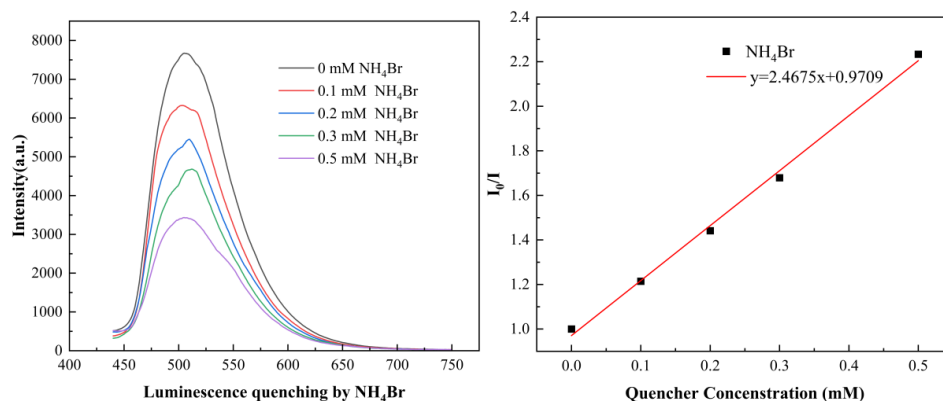 8000
7000
6000
5000
4000
3000
2000
1000
0
400
450
500
550
600
650
700
750
Intensity(a.u.)
Luminescence quenching by NH₄Br
0 mM NH₄Br
0.1 mM NH₄Br
0.2 mM NH₄Br
0.3 mM NH₄Br
0.5 mM NH₄Br
2.4
2.2
2.0
1.8
1.6
1.4
1.2
1.0
0.0
0.1
0.2
0.3
0.4
0.5
I₀/I
Quencher Concenstration (mM)
NH₄Br
y=2.4675x+0.9709